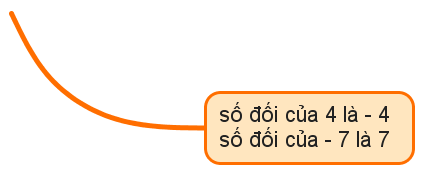 số đối của 4 là - 4
số đối của - 7 là 7